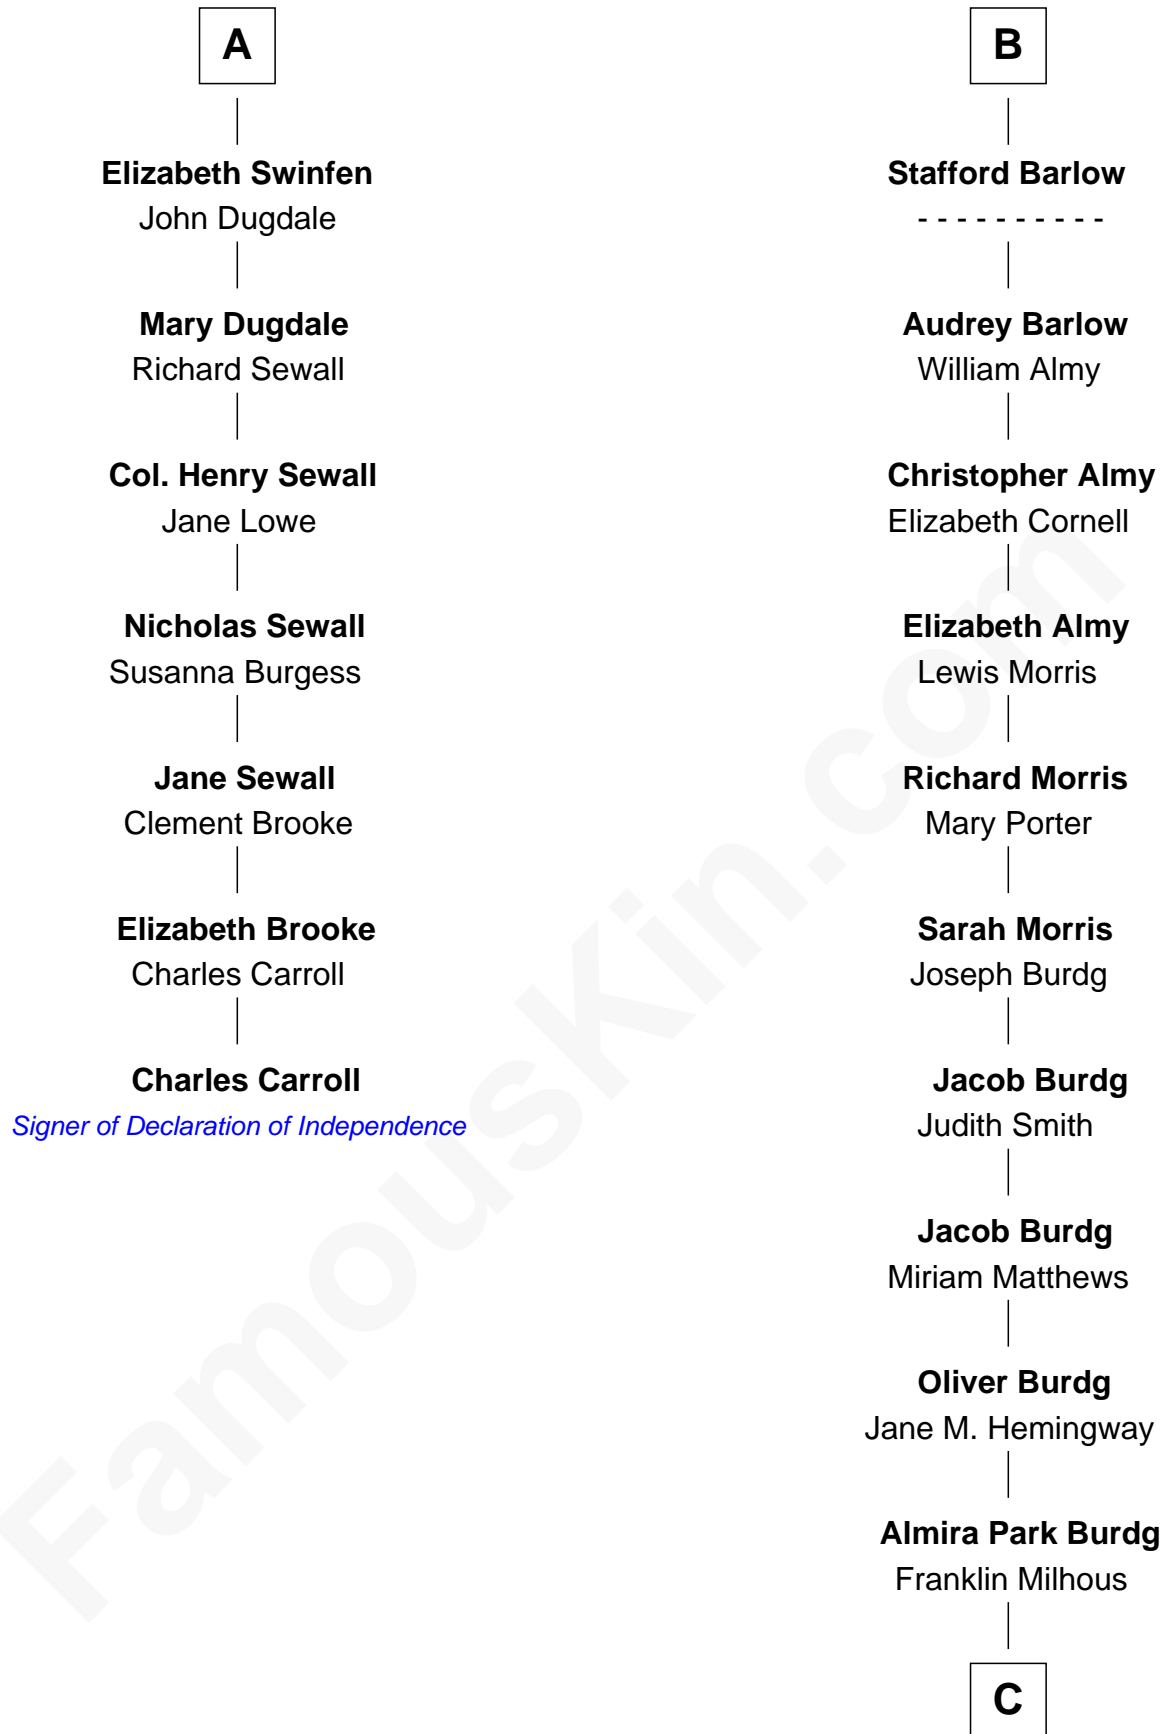 A
Elizabeth Swinfen
John Dugdale
Mary Dugdale
Richard Sewall
Col. Henry Sewall
Jane Lowe
Nicholas Sewall
Susanna Burgess
Jane Sewall
Clement Brooke
Elizabeth Brooke
Charles Carroll
Charles Carroll
Signer of Declaration of Independence
B
Stafford Barlow
- - - - - - - - - -
Audrey Barlow
William Almy
Christopher Almy
Elizabeth Cornell
Elizabeth Almy
Lewis Morris
Richard Morris
Mary Porter
Sarah Morris
Joseph Burdg
Jacob Burdg
Judith Smith
Jacob Burdg
Miriam Matthews
Oliver Burdg
Jane M. Hemingway
Almira Park Burdg
Franklin Milhous
C
FamousKin.com